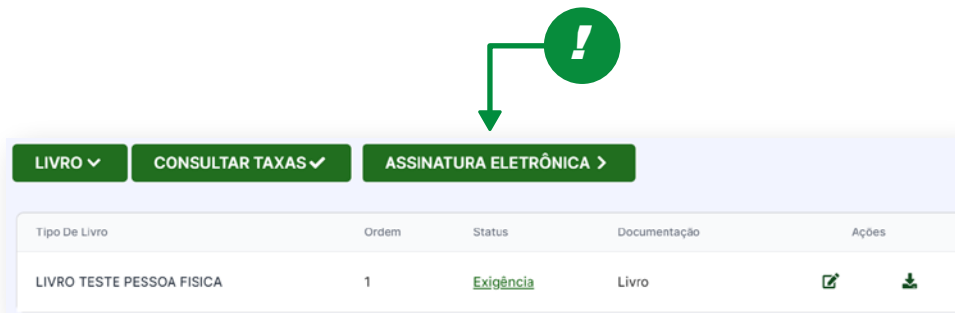 !
LIVRO CONSULTAR TAXAS ASSINATURA ELETRÔNICA
Tipo De Livro Ordem Status Documentação Ações
LIVRO TESTE PESSOA FISICA 1 Exigência Livro